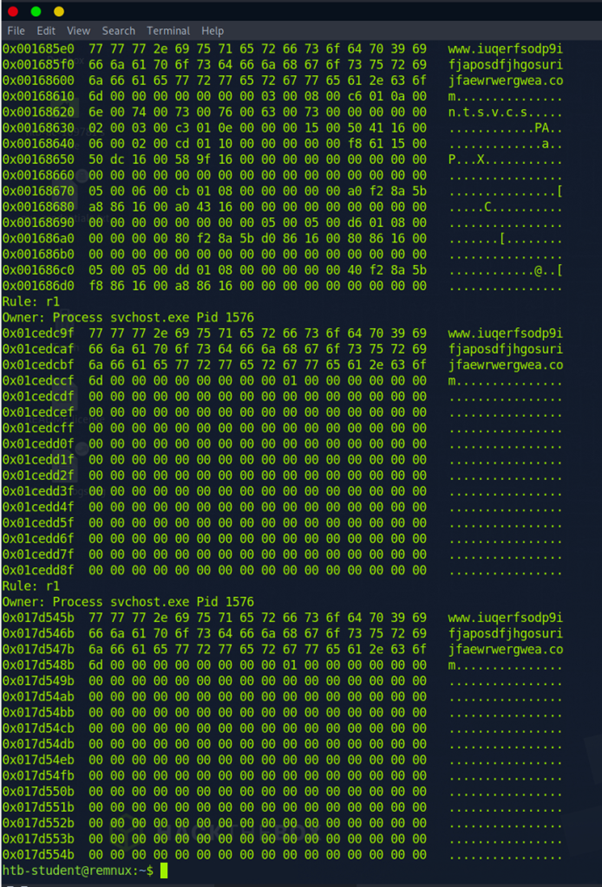 File Edit View Search Terminal Help
0x001685e0 77 77 77 2e 69 75 71 65 72 66 73 6f 64 70 39 69 www.iuqerfsodp9i
0x001685f0 66 6a 61 70 6f 73 64 66 6a 68 67 6f 73 75 72 69 fjaposdfjhgosuri
0x00168600 6a 66 61 65 77 72 77 65 72 67 77 65 61 2e 63 6f jfaewrwergwea.co
0x00168610 6d 00 00 00 00 00 00 00 03 00 08 00 c6 01 0a 00 m...............
0x00168620 6e 00 74 00 73 00 76 00 63 00 73 00 00 00 00 00 n.t.s.v.c.s.....
0x00168630 02 00 03 00 c3 01 0e 00 00 00 15 00 50 41 16 00 ............PA..
0x00168640 06 00 02 00 cd 01 10 00 00 00 00 00 f8 61 15 00 .............a..
0x00168650 50 dc 16 00 58 9f 16 00 00 00 00 00 00 00 00 00 P...X...........
0x00168660 00 00 00 00 00 00 00 00 00 00 00 00 00 00 00 00 ................
0x00168670 05 00 06 00 cb 01 08 00 00 00 00 00 a0 f2 8a 5b ...............[
0x00168680 a8 86 16 00 a0 43 16 00 00 00 00 00 00 00 00 00 .....C..........
0x00168690 00 00 00 00 00 00 00 00 05 00 05 00 d6 01 08 00 ................
0x001686a0 00 00 00 00 80 f2 8a 5b d0 86 16 00 80 86 16 00 .......[........
0x001686b0 00 00 00 00 00 00 00 00 00 00 00 00 00 00 00 00 ................
0x001686c0 05 00 05 00 dd 01 08 00 00 00 00 00 40 f2 8a 5b ............@..[
0x001686d0 f8 86 16 00 a8 86 16 00 00 00 00 00 00 00 00 00 ................
Rule: r1
Owner: Process svchost.exe Pid 1576
0x01cedc9f 77 77 77 2e 69 75 71 65 72 66 73 6f 64 70 39 69 www.iuqerfsodp9i
0x01cedcaf 66 6a 61 70 6f 73 64 66 6a 68 67 6f 73 75 72 69 fjaposdfjhgosuri
0x01cedcbf 6a 66 61 65 77 72 77 65 72 67 77 65 61 2e 63 6f jfaewrwergwea.co
0x01cedccf 6d 00 00 00 00 00 00 00 00 01 00 00 00 00 00 00 m...............
0x01cedcdf 00 00 00 00 00 00 00 00 00 00 00 00 00 00 00 00 ................
0x01cedcef 00 00 00 00 00 00 00 00 00 00 00 00 00 00 00 00 ................
0x01cedcff 00 00 00 00 00 00 00 00 00 00 00 00 00 00 00 00 ................
0x01cedd0f 00 00 00 00 00 00 00 00 00 00 00 00 00 00 00 00 ................
0x01cedd1f 00 00 00 00 00 00 00 00 00 00 00 00 00 00 00 00 ................
0x01cedd2f 00 00 00 00 00 00 00 00 00 00 00 00 00 00 00 00 ................
0x01cedd3f 00 00 00 00 00 00 00 00 00 00 00 00 00 00 00 00 ................
0x01cedd4f 00 00 00 00 00 00 00 00 00 00 00 00 00 00 00 00 ................
0x01cedd5f 00 00 00 00 00 00 00 00 00 00 00 00 00 00 00 00 ................
0x01cedd6f 00 00 00 00 00 00 00 00 00 00 00 00 00 00 00 00 ................
0x01cedd7f 00 00 00 00 00 00 00 00 00 00 00 00 00 00 00 00 ................
0x01cedd8f 00 00 00 00 00 00 00 00 00 00 00 00 00 00 00 00 ................
Rule: r1
Owner: Process svchost.exe Pid 1576
0x017d545b 77 77 77 2e 69 75 71 65 72 66 73 6f 64 70 39 69 www.iuqerfsodp9i
0x017d546b 66 6a 61 70 6f 73 64 66 6a 68 67 6f 73 75 72 69 fjaposdfjhgosuri
0x017d547b 6a 66 61 65 77 72 77 65 72 67 77 65 61 2e 63 6f jfaewrwergwea.co
0x017d548b 6d 00 00 00 00 00 00 00 00 01 00 00 00 00 00 00 m...............
0x017d549b 00 00 00 00 00 00 00 00 00 00 00 00 00 00 00 00 ................
0x017d54ab 00 00 00 00 00 00 00 00 00 00 00 00 00 00 00 00 ................
0x017d54bb 00 00 00 00 00 00 00 00 00 00 00 00 00 00 00 00 ................
0x017d54cb 00 00 00 00 00 00 00 00 00 00 00 00 00 00 00 00 ................
0x017d54db 00 00 00 00 00 00 00 00 00 00 00 00 00 00 00 00 ................
0x017d54eb 00 00 00 00 00 00 00 00 00 00 00 00 00 00 00 00 ................
0x017d54fb 00 00 00 00 00 00 00 00 00 00 00 00 00 00 00 00 ................
0x017d550b 00 00 00 00 00 00 00 00 00 00 00 00 00 00 00 00 ................
0x017d551b 00 00 00 00 00 00 00 00 00 00 00 00 00 00 00 00 ................
0x017d552b 00 00 00 00 00 00 00 00 00 00 00 00 00 00 00 00 ................
0x017d553b 00 00 00 00 00 00 00 00 00 00 00 00 00 00 00 00 ................
0x017d554b 00 00 00 00 00 00 00 00 00 00 00 00 00 00 00 00 ................
htb-student@remnux:~$